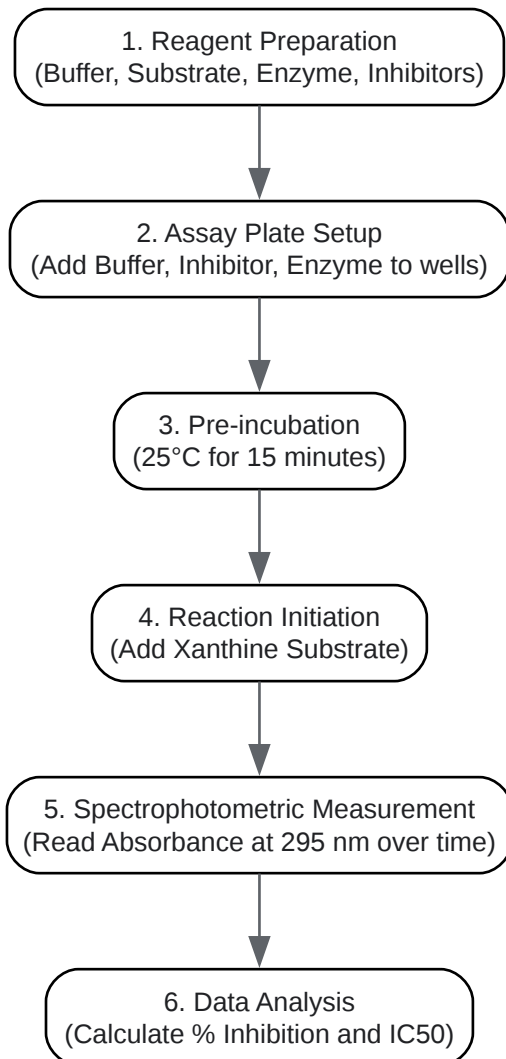 1. Reagent Preparation
(Buffer, Substrate, Enzyme, Inhibitors)
2. Assay Plate Setup
(Add Buffer, Inhibitor, Enzyme to wells)
3. Pre-incubation
(25°C for 15 minutes)
4. Reaction Initiation
(Add Xanthine Substrate)
5. Spectrophotometric Measurement
(Read Absorbance at 295 nm over time)
6. Data Analysis
(Calculate % Inhibition and IC50)